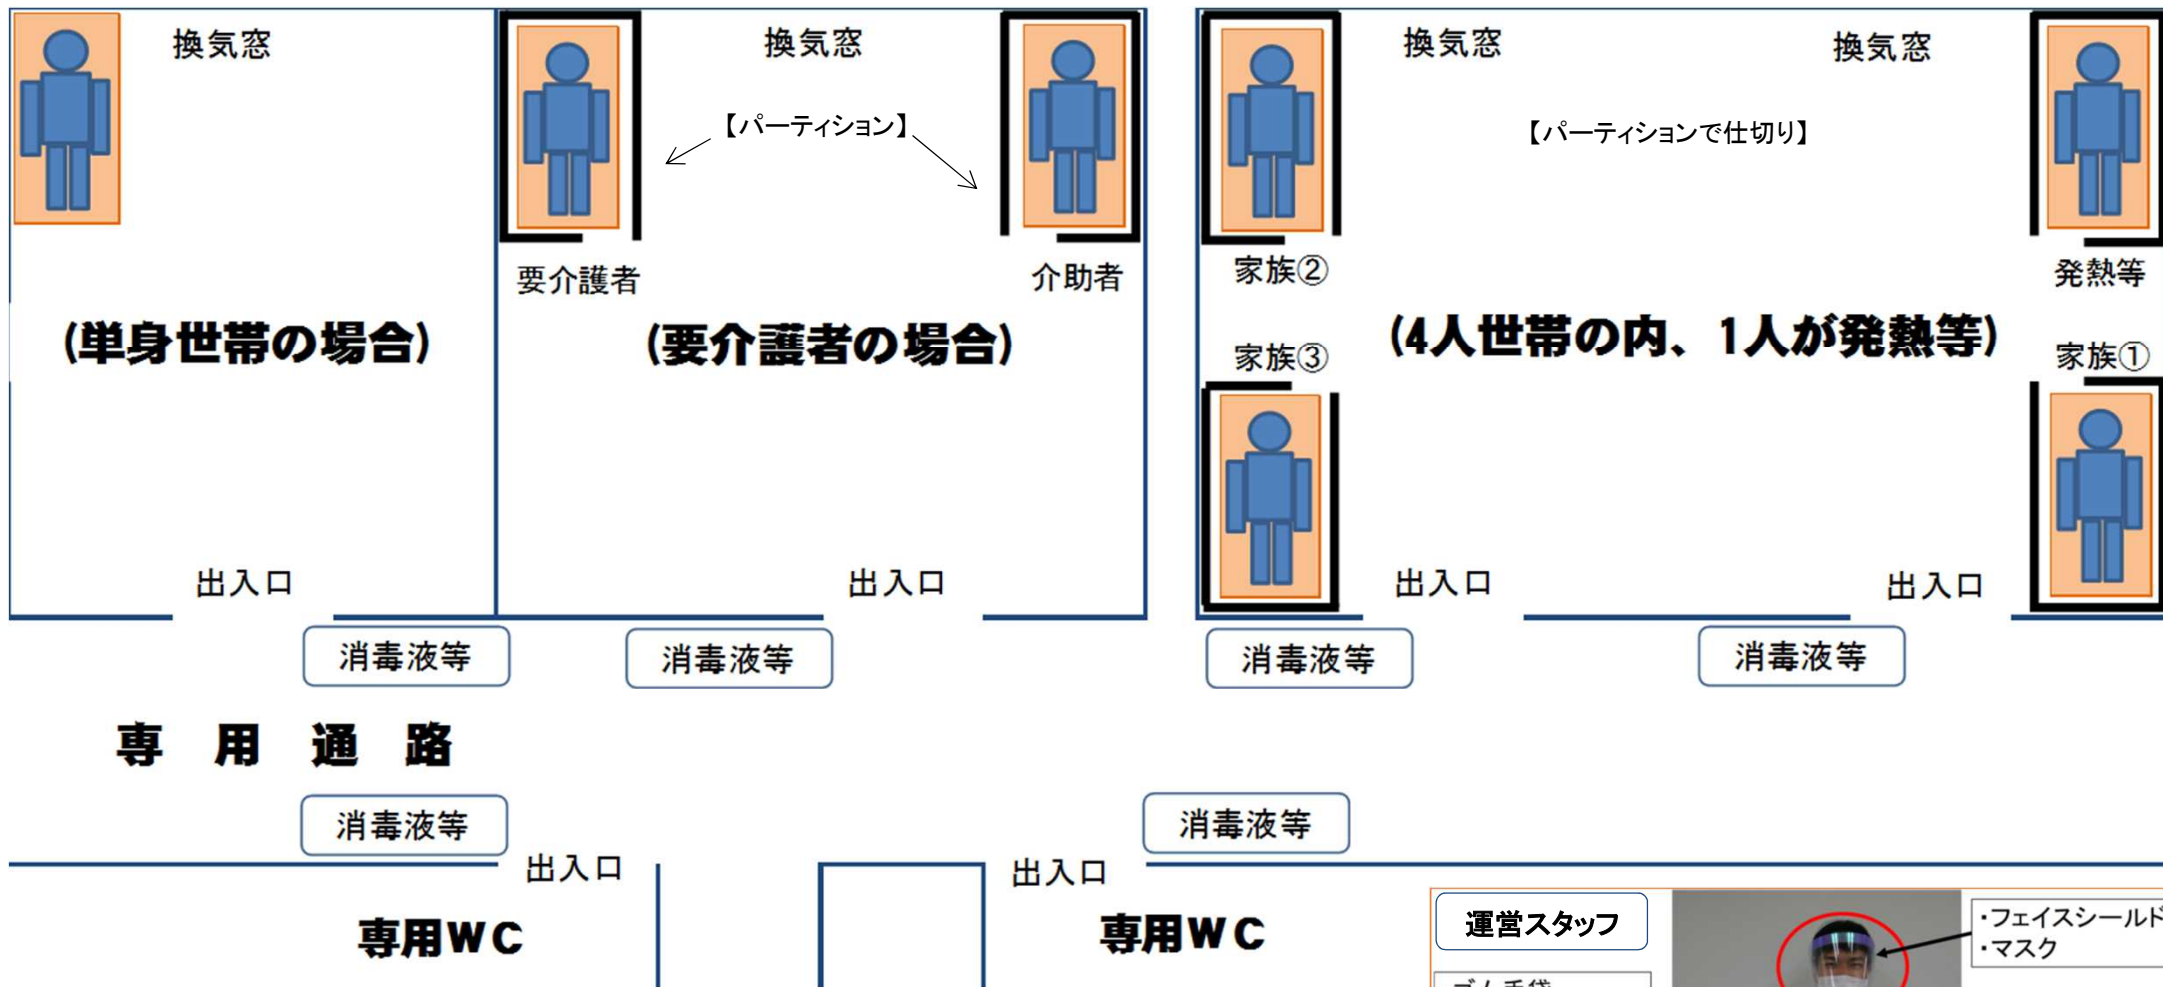 換気窓
換気窓
換気窓
換気窓
【パーティション】
【パーティションで仕切り】
要介護者
介助者
家族②
発熱等
(単身世帯の場合)
(要介護者の場合)
(4人世帯の内、1人が発熱等)
家族③
家族①
出入口
出入口
出入口
出入口
消毒液等
消毒液等
消毒液等
消毒液等
専用通路
消毒液等
消毒液等
出入口
出入口
専用WC
専用WC
運営スタッフ
・フェイスシールド
・マスク